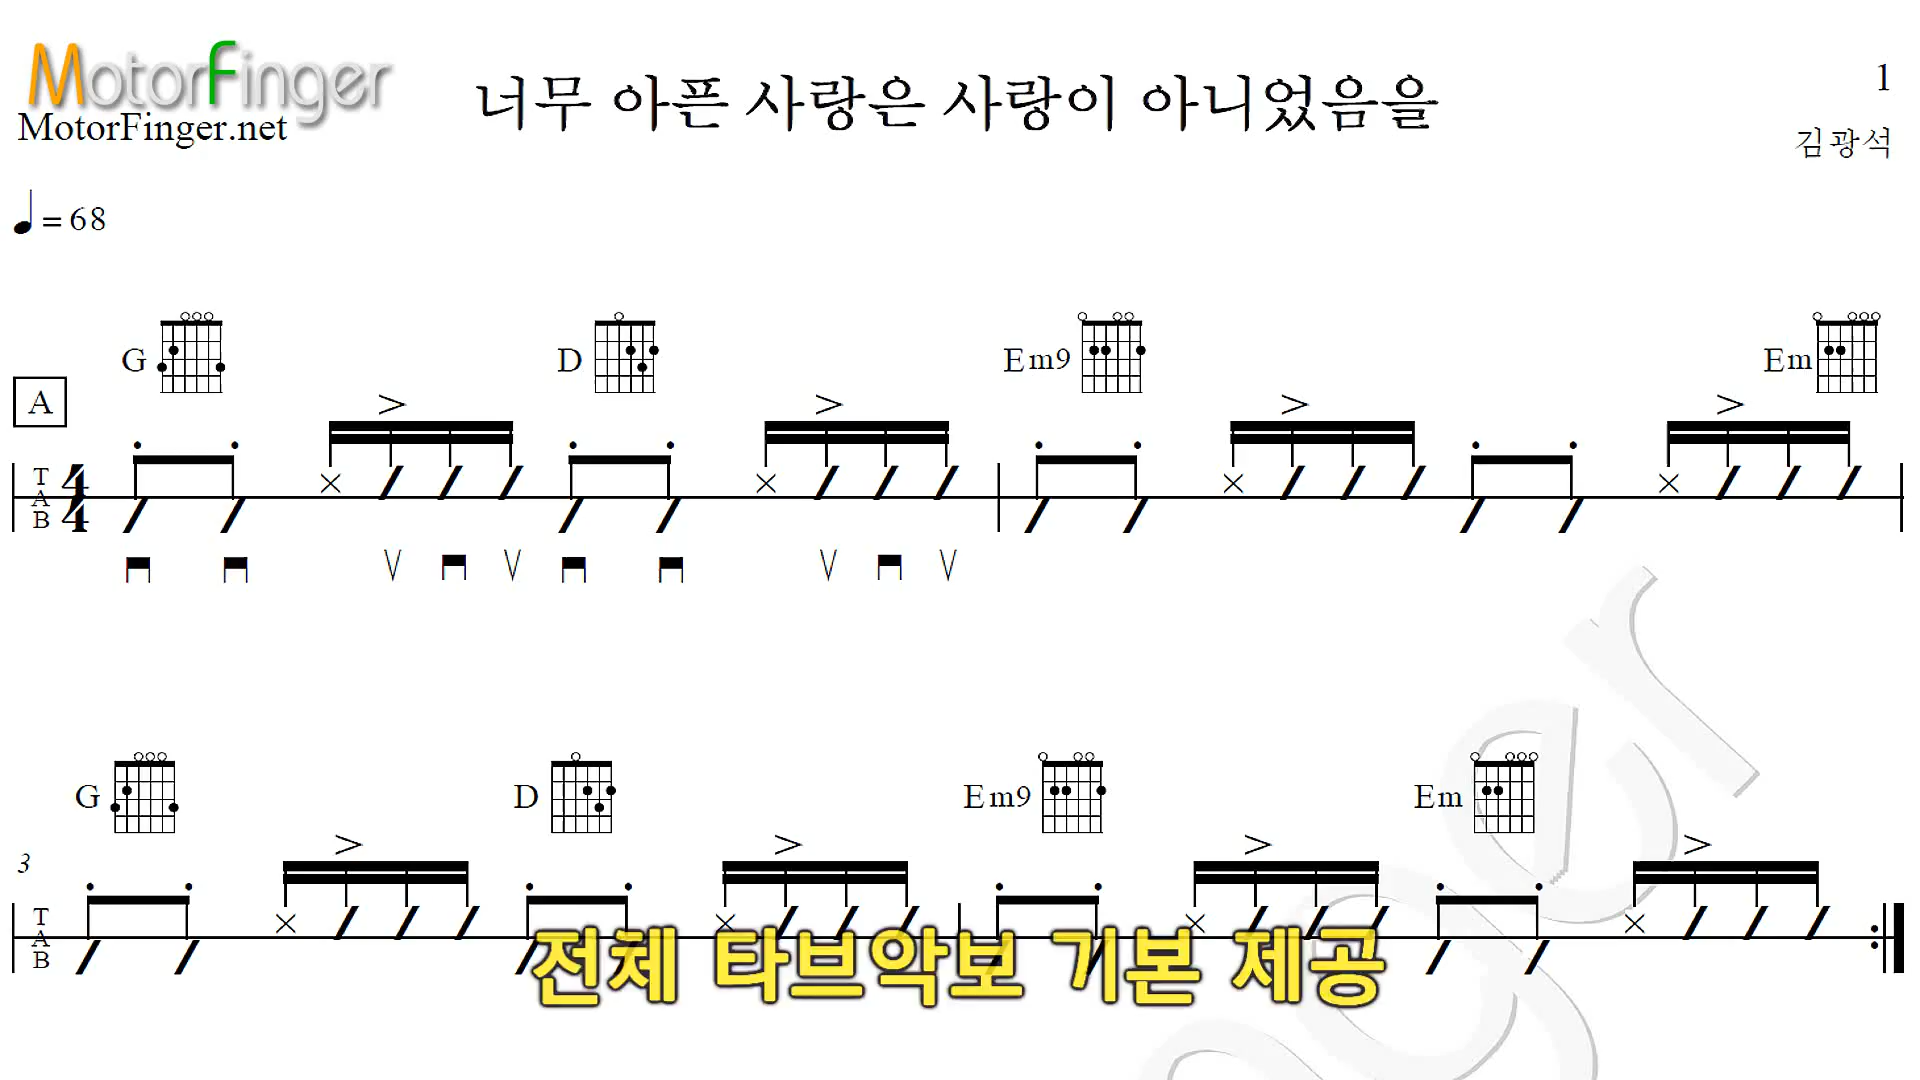 MotorFinger
MotorFinger.net
너무 아픈 사랑은 사랑이 아니었음을
1
김광석
= 68
G D Em9 Em
A
T A B 4 4
G D Em9 Em
3
T A B
전체 타브악보 기본 제공
ger